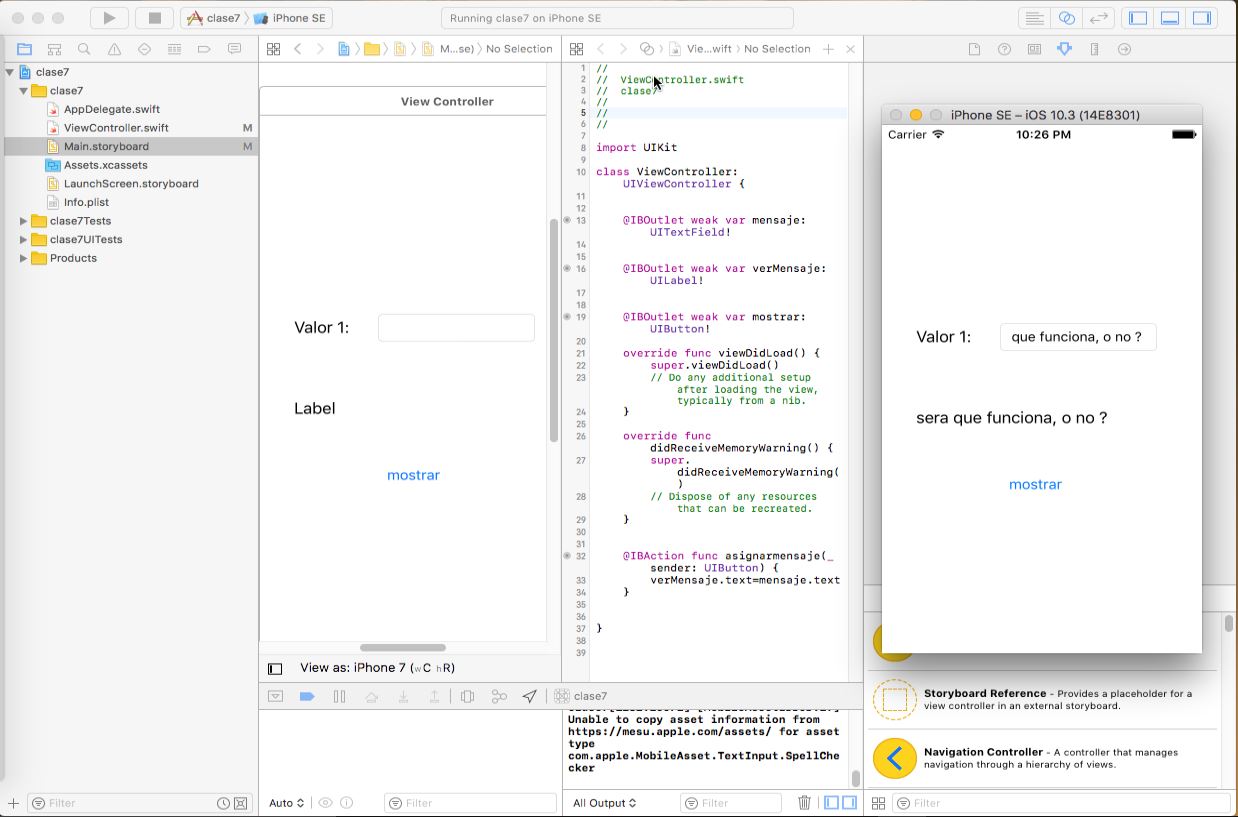 clase7 〉 iPhone SE
Running clase7 on iPhone SE
M...se) 〉 No Selection
Vie...wift 〉 No Selection
clase7
clase7
AppDelegate.swift
ViewController.swift M
Main.storyboard M
Assets.xcassets
LaunchScreen.storyboard
Info.plist
clase7Tests
clase7UITests
Products
Filter
View Controller
Valor 1:
Label
mostrar
View as: iPhone 7 (wC hR)
1 //
2 // ViewController.swift
3 // clase7
4 //
5 //
6 //
7
8 import UIKit
9
10 class ViewController:
UIViewController {
11
12
13 @IBOutlet weak var mensaje:
UITextField!
14
15
16 @IBOutlet weak var verMensaje:
UILabel!
17
18
19 @IBOutlet weak var mostrar:
UIButton!
20
21 override func viewDidLoad() {
22 super.viewDidLoad()
23 // Do any additional setup
after loading the view,
typically from a nib.
24 }
25
26 override func
didReceiveMemoryWarning() {
27 super.
didReceiveMemoryWarning(
)
28 // Dispose of any resources
that can be recreated.
29 }
30
31
32 @IBAction func asignarmensaje(_
sender: UIButton) {
33 verMensaje.text=mensaje.text
34 }
35
36
37 }
38
39
clase7
Unable to copy asset information from
https://mesu.apple.com/assets/ for asset
type
com.apple.MobileAsset.TextInput.SpellChe
cker
Auto
Filter
All Output
Filter
iPhone SE – iOS 10.3 (14E8301)
Carrier 10:26 PM
Valor 1: que funciona, o no ?
sera que funciona, o no ?
mostrar
Storyboard Reference - Provides a placeholder for a
view controller in an external storyboard.
Navigation Controller - A controller that manages
navigation through a hierarchy of views.
Filter